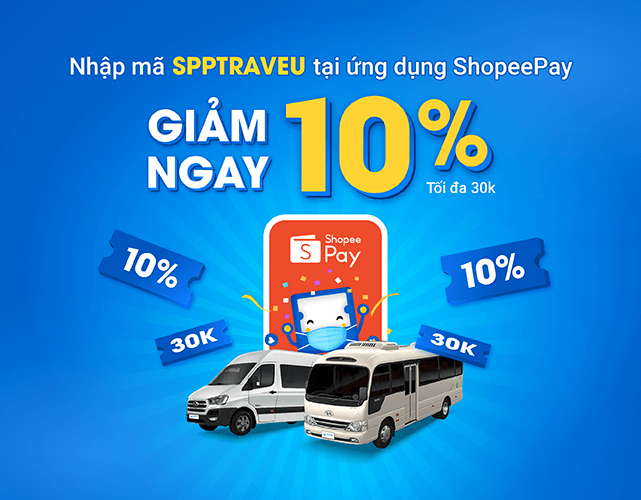 Nhập mã SPPTRAVEU tại ứng dụng ShopeePay
GIẢM
NGAY
10%
Tối đa 30k
S
Shopee
Pay
10%
10%
30K
30K